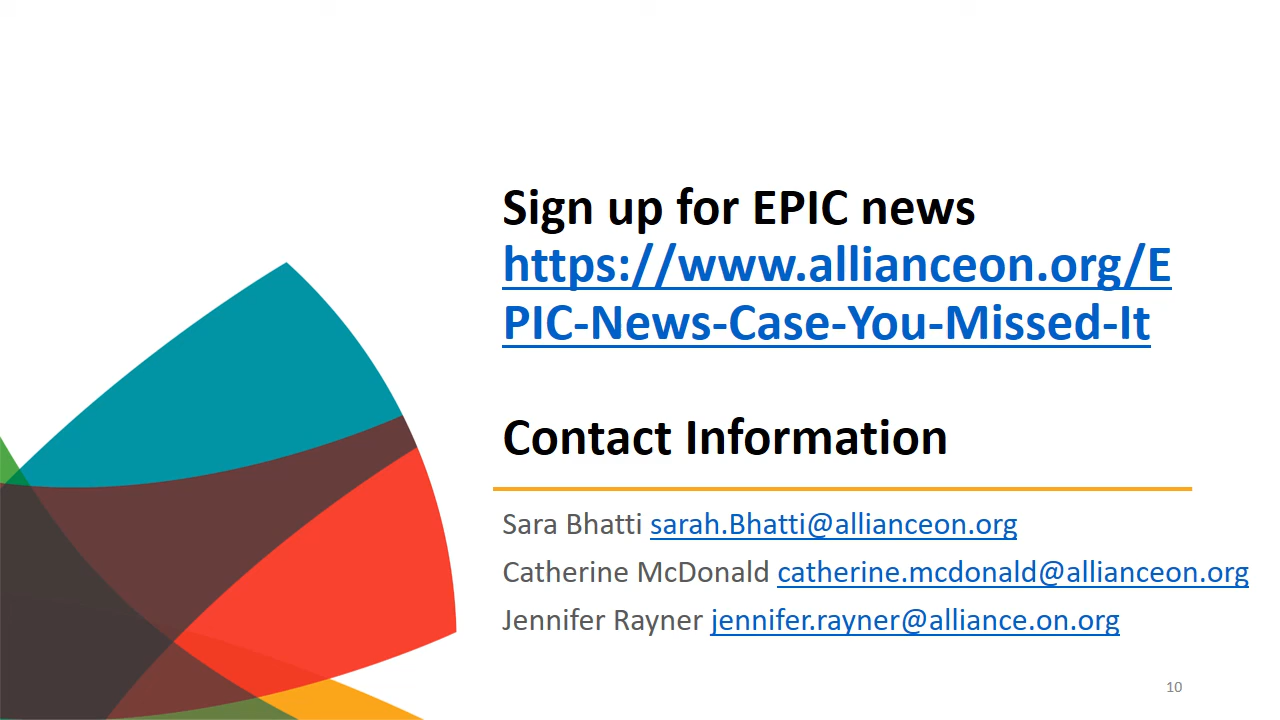 Sign up for EPIC news
https://www.allianceon.org/E
PIC-News-Case-You-Missed-It
Contact Information
Sara Bhatti sarah.Bhatti@allianceon.org
Catherine McDonald catherine.mcdonald@allianceon.org
Jennifer Rayner jennifer.rayner@alliance.on.org
10